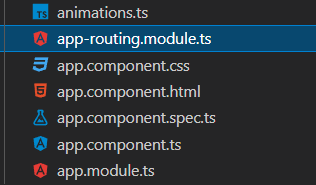 animations.ts
app-routing.module.ts
app.component.css
app.component.html
app.component.spec.ts
app.component.ts
app.module.ts